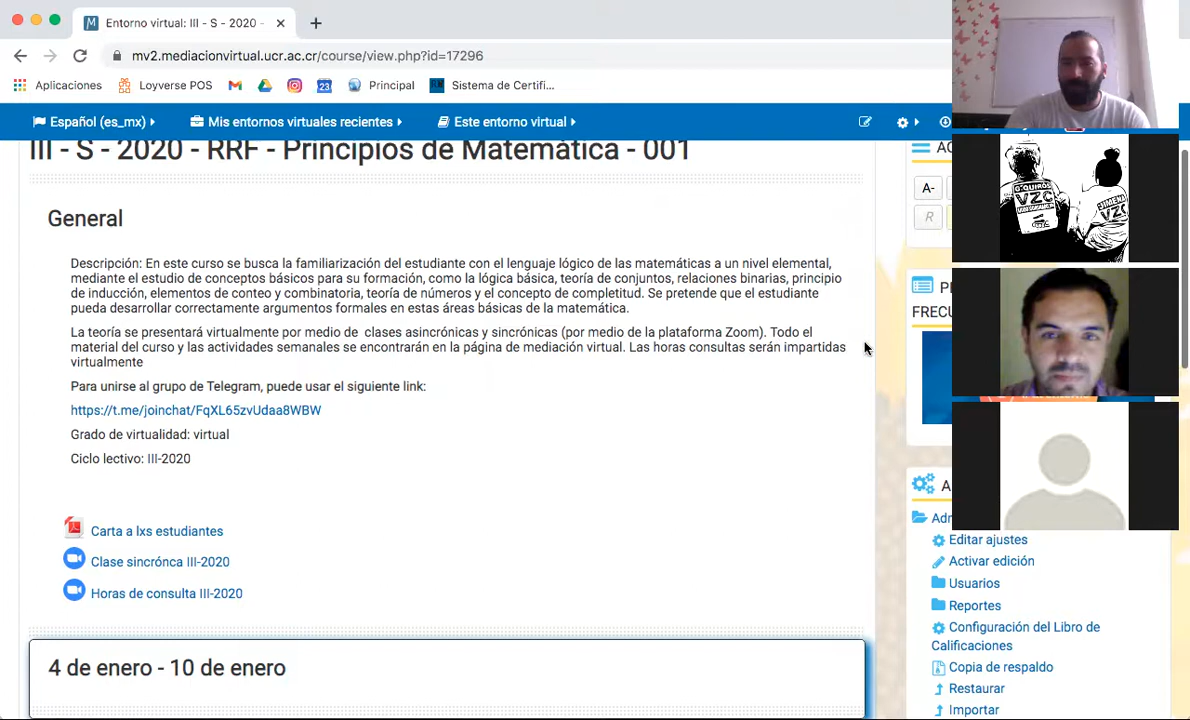 Entorno virtual: III - S - 2020 -
mv2.mediacionvirtual.ucr.ac.cr/course/view.php?id=17296
Aplicaciones
Loyverse POS
23
Principal
Sistema de Certifi...
Español (es_mx)
Mis entornos virtuales recientes
Este entorno virtual
III - S - 2020 - RRF - Principios de Matemática - 001
A-
R
General
Descripción: En este curso se busca la familiarización del estudiante con el lenguaje lógico de las matemáticas a un nivel elemental,
mediante el estudio de conceptos básicos para su formación, como la lógica básica, teoría de conjuntos, relaciones binarias, principio
de inducción, elementos de conteo y combinatoria, teoría de números y el concepto de completitud. Se pretende que el estudiante
pueda desarrollar correctamente argumentos formales en estas áreas básicas de la matemática.
La teoría se presentará virtualmente por medio de clases asincrónicas y sincrónicas (por medio de la plataforma Zoom). Todo el
material del curso y las actividades semanales se encontrarán en la página de mediación virtual. Las horas consultas serán impartidas
virtualmente
Para unirse al grupo de Telegram, puede usar el siguiente link:
https://t.me/joinchat/FqXL65zvUdaa8WBW
Grado de virtualidad: virtual
Ciclo lectivo: III-2020
Carta a lxs estudiantes
Clase sincrónca III-2020
Horas de consulta III-2020
4 de enero - 10 de enero
FRECU
Editar ajustes
Activar edición
Usuarios
Reportes
Configuración del Libro de
Calificaciones
Copia de respaldo
Restaurar
Importar
G*QUIROS
VZC
JIMENA
VZC